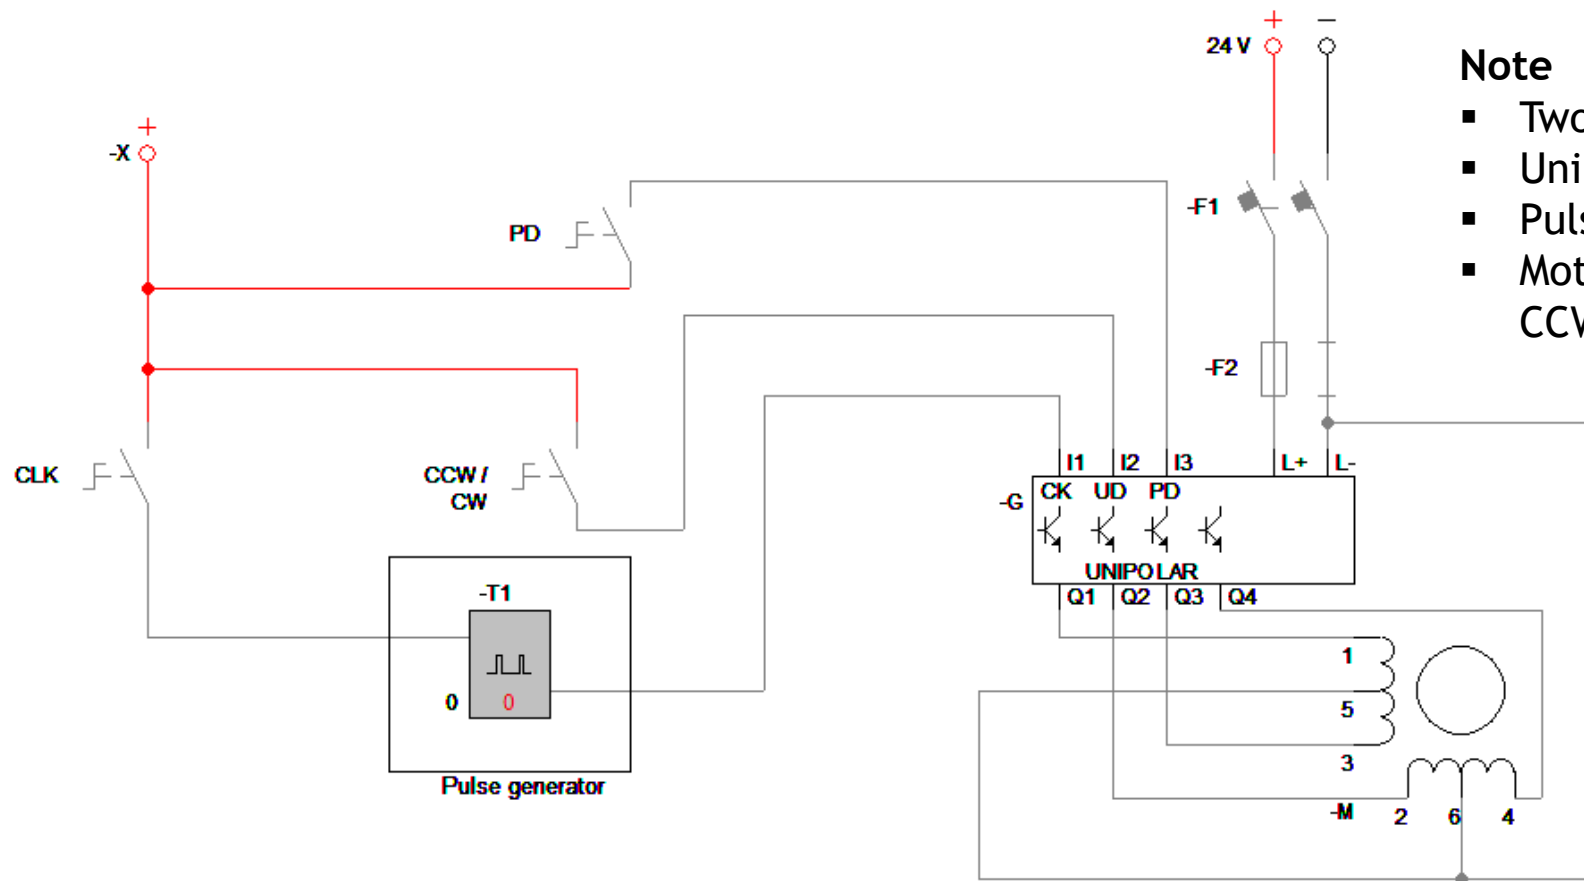 + −
24 V
Note
▪ Two
▪ Uni
▪ Puls
▪ Mot
CCW
+
-X
PD
-F1
-F2
CLK
CCW /
CW
I1 I2 I3 L+ L-
-G
CK UD PD
UNIPOLAR
Q1 Q2 Q3 Q4
-T1
0 0
Pulse generator
1
5
3
-M 2 6 4